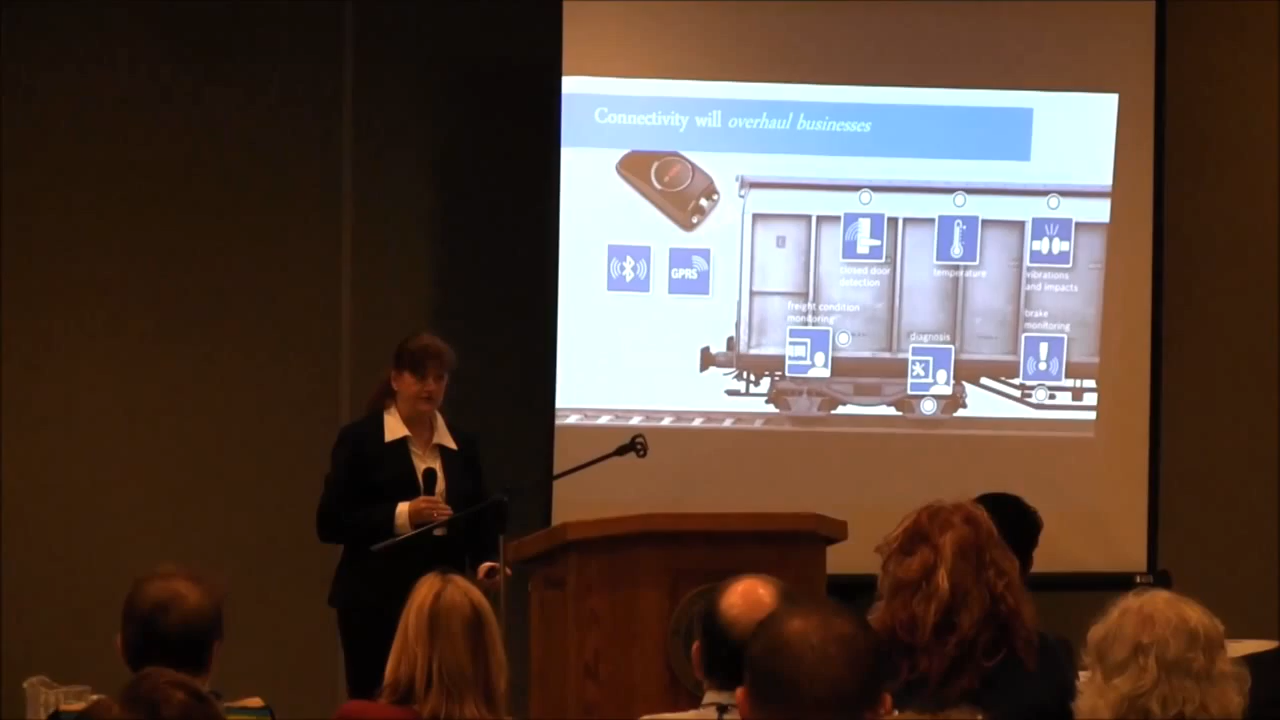 Connectivity will overhaul businesses
GPRS
closed door
detection
temperature
vibrations
and impacts
freight condition
monitoring
diagnosis
brake
monitoring